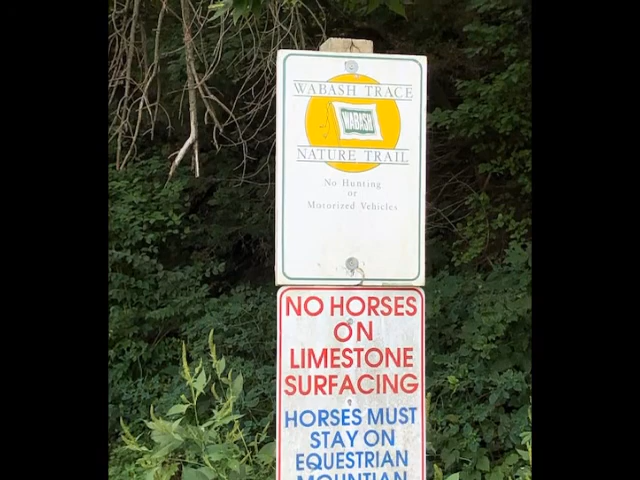 WABASH TRACE
WABASH
NATURE TRAIL
No Hunting
or
Motorized Vehicles
NO HORSES
ON
LIMESTONE
SURFACING
HORSES MUST
STAY ON
EQUESTRIAN
MOUNTIAN